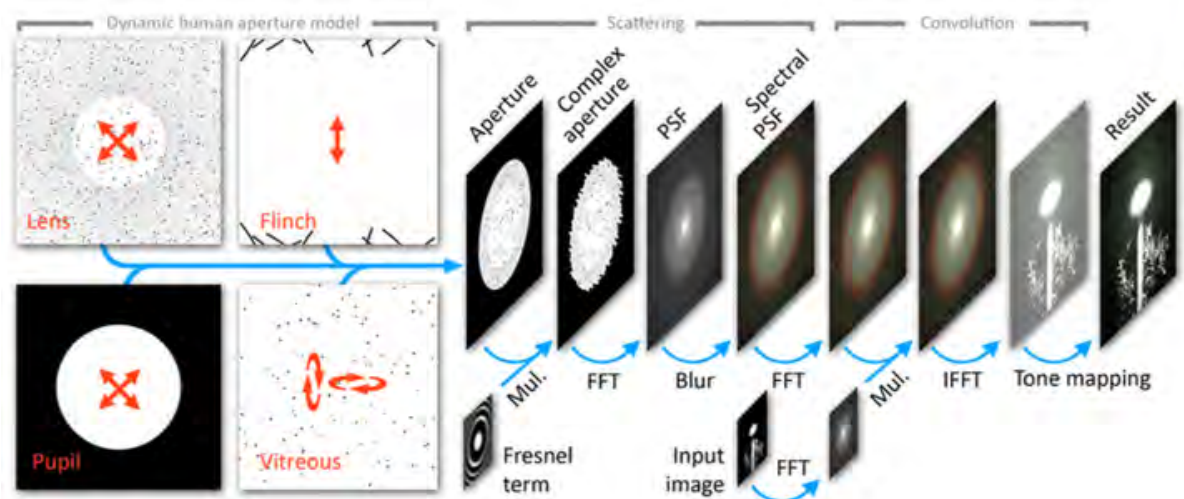 Dynamic human aperture model
Scattering
Convolution
Lens
Flinch
Pupil
Vitreous
Aperture
Complex
aperture
PSF
Spectral
PSF
Result
Mul.
FFT
Blur
FFT
Mul.
IFFT
Tone mapping
Fresnel
term
Input
image
FFT